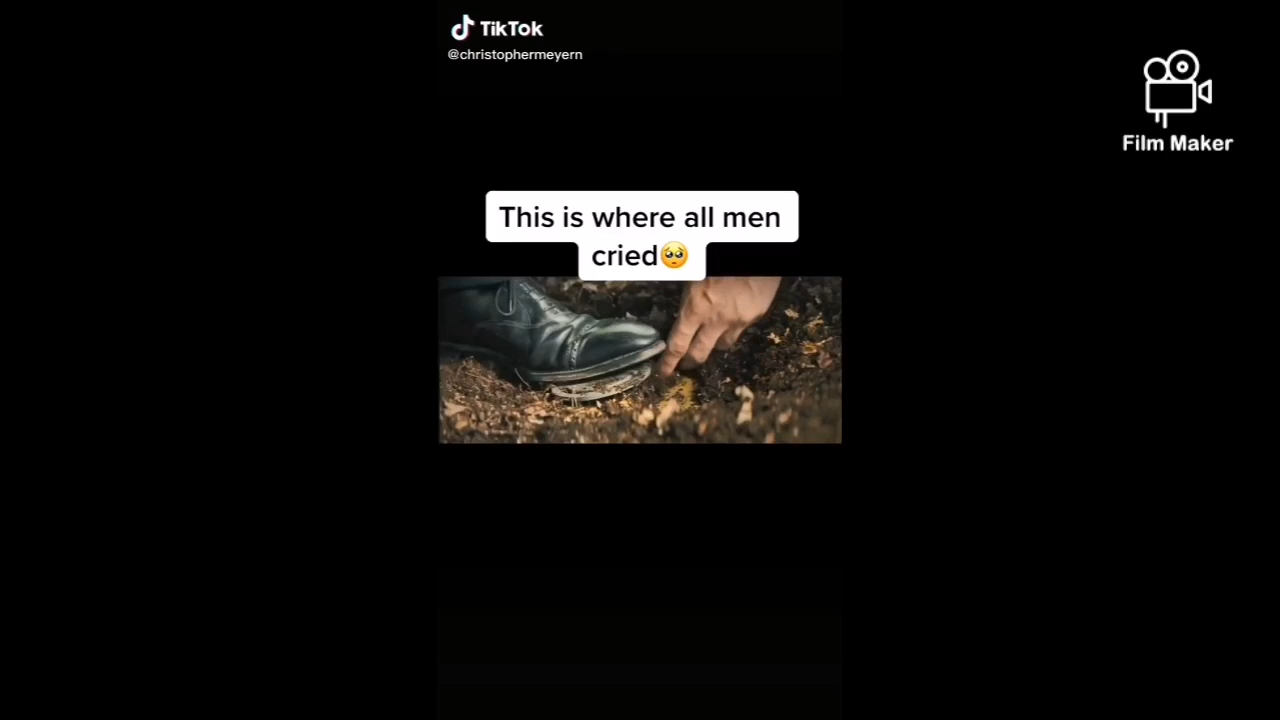 TikTok
@christophermeyern
Film Maker
This is where all men
cried🥺